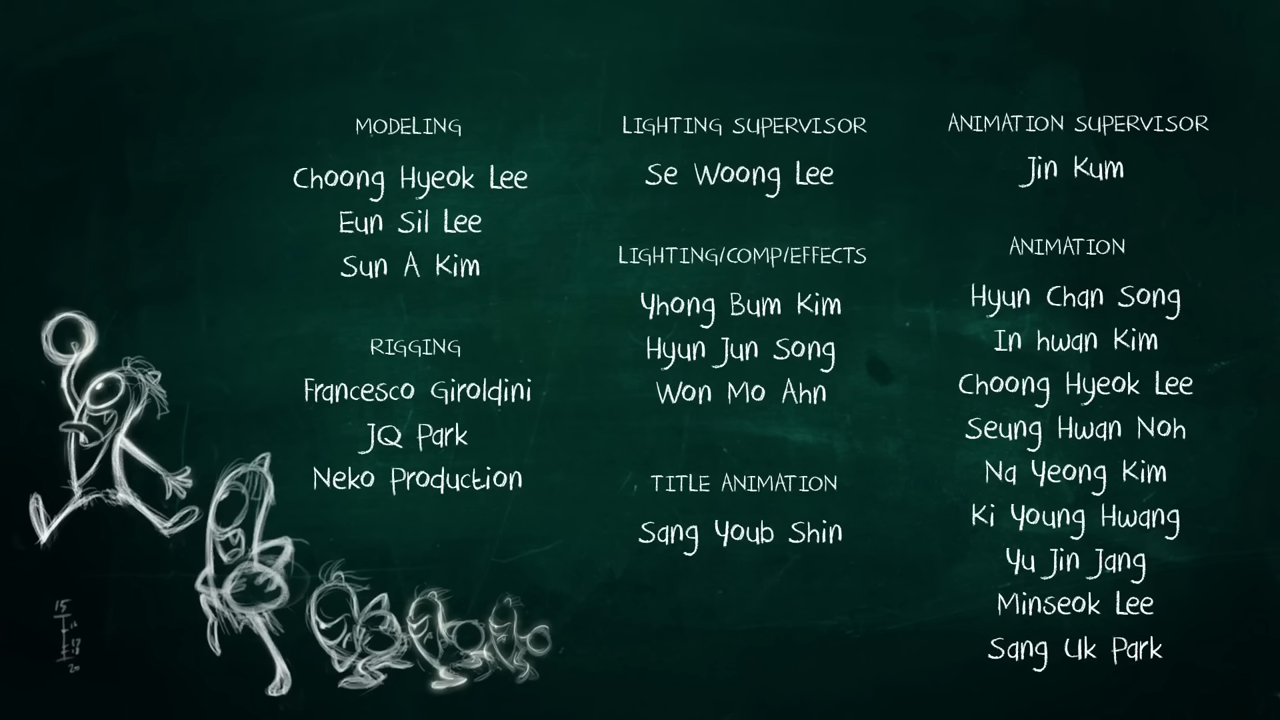 MODELING
Choong Hyeok Lee
Eun Sil Lee
Sun A Kim
RIGGING
Francesco Giroldini
JQ Park
Neko Production
LIGHTING SUPERVISOR
Se Woong Lee
LIGHTING/COMP/EFFECTS
Yhong Bum Kim
Hyun Jun Song
Won Mo Ahn
TITLE ANIMATION
Sang Youb Shin
ANIMATION SUPERVISOR
Jin Kum
ANIMATION
Hyun Chan Song
In hwan Kim
Choong Hyeok Lee
Seung Hwan Noh
Na Yeong Kim
Ki Young Hwang
Yu Jin Jang
Minseok Lee
Sang Uk Park
15